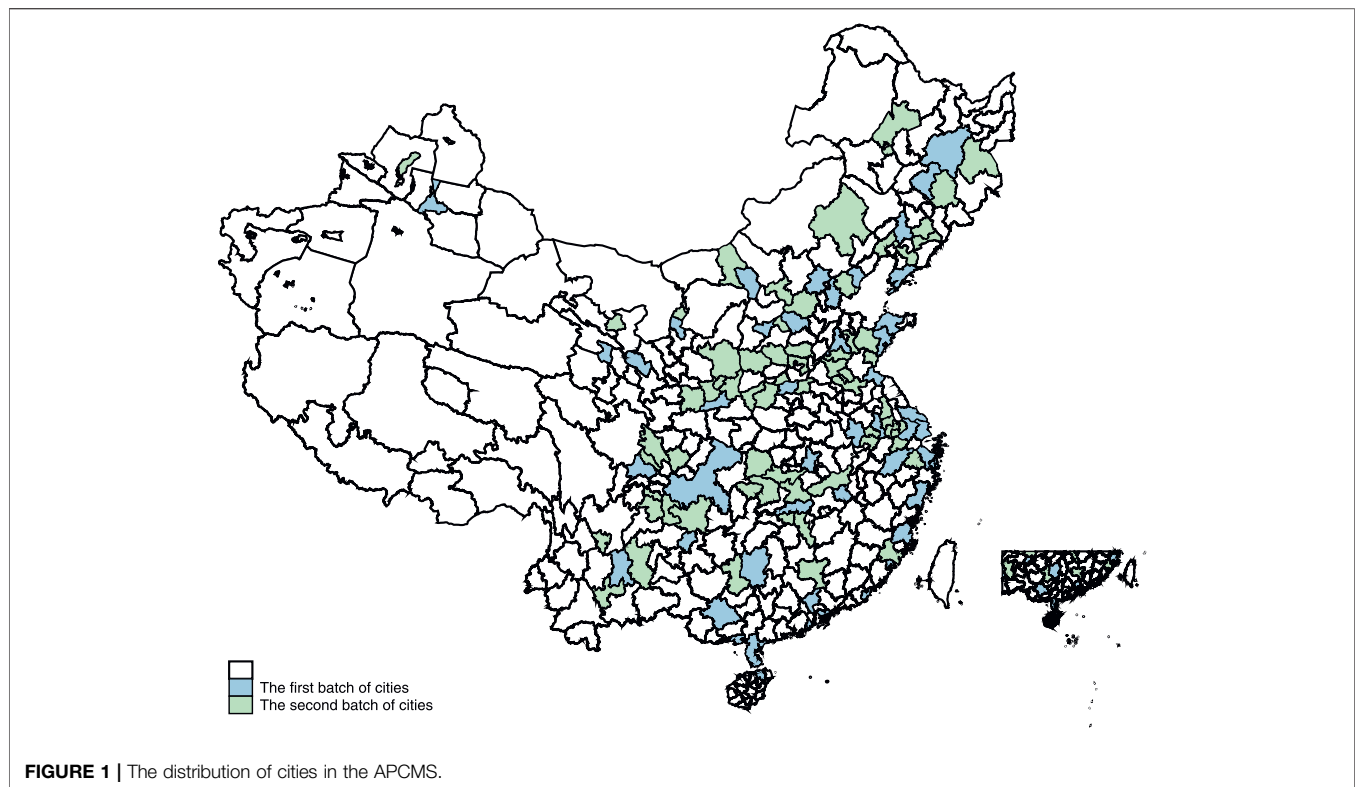 The first batch of cities
The second batch of cities
FIGURE 1 | The distribution of cities in the APCMS.